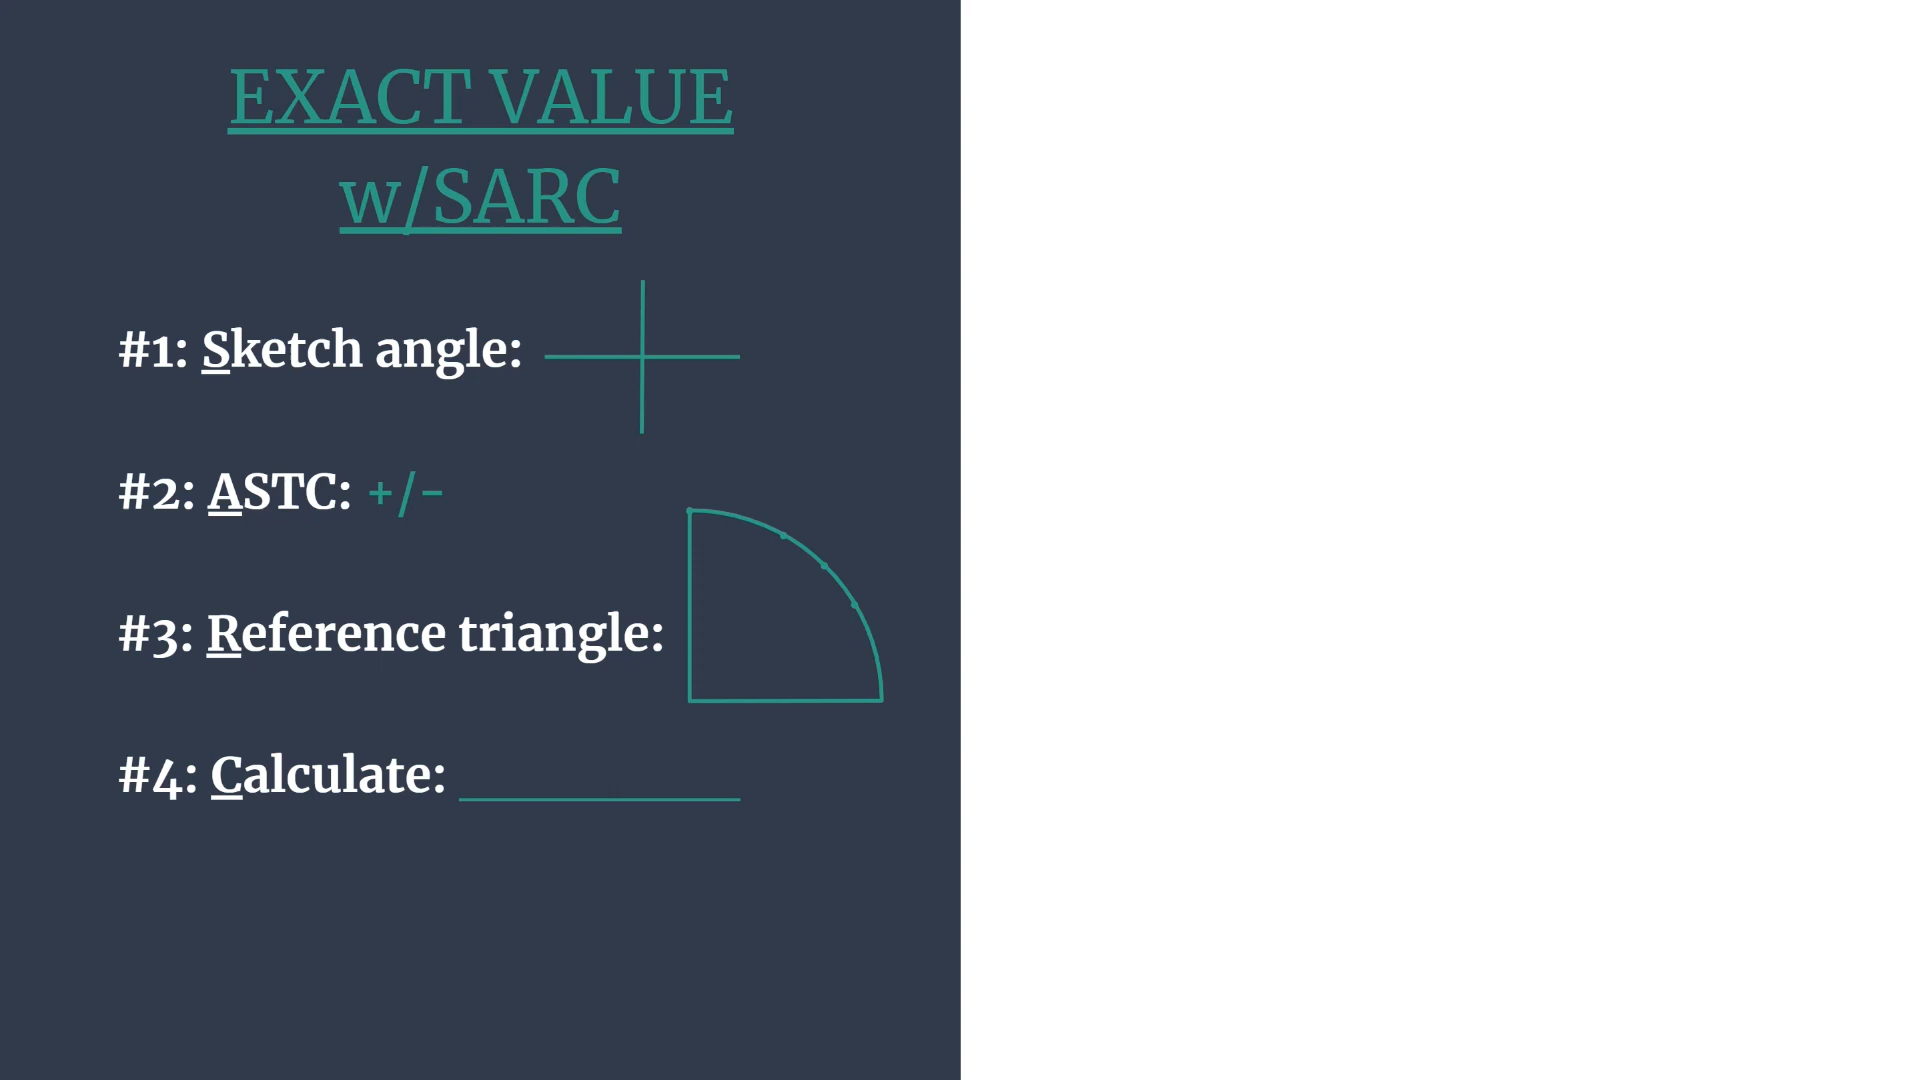 EXACT VALUE
w/SARC
#1: Sketch angle:
#2: ASTC: +/-
#3: Reference triangle:
#4: Calculate: